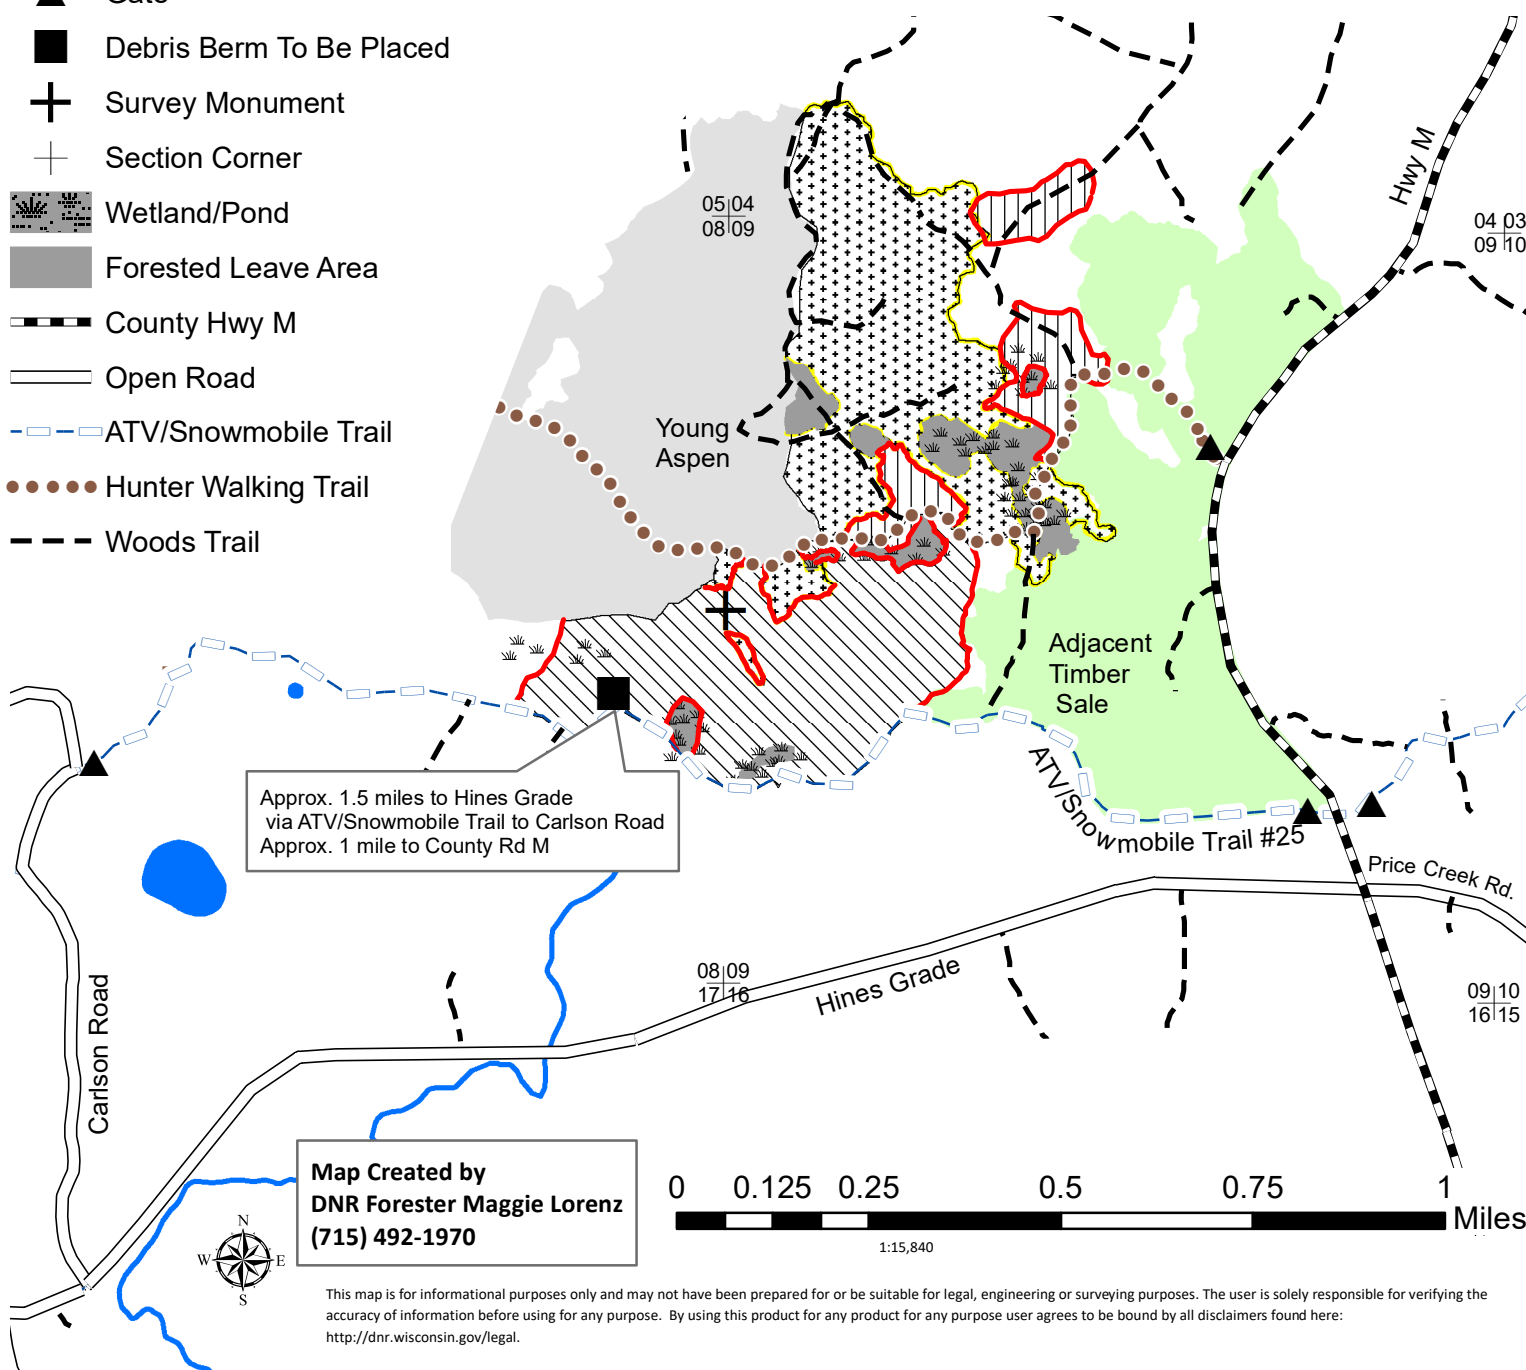 Gate
Debris Berm To Be Placed
Survey Monument
Section Corner
Wetland/Pond
Forested Leave Area
County Hwy M
Open Road
ATV/Snowmobile Trail
Hunter Walking Trail
Woods Trail
05 04
08 09
Hwy M
04 03
09 10
Young
Aspen
Adjacent
Timber
Sale
ATV/Snowmobile Trail #25
Approx. 1.5 miles to Hines Grade
via ATV/Snowmobile Trail to Carlson Road
Approx. 1 mile to County Rd M
Price Creek Rd.
Hines Grade
08 09
17 16
09 10
16 15
Carlson Road
Map Created by
DNR Forester Maggie Lorenz
(715) 492-1970
N
W E
S
0 0.125 0.25 0.5 0.75 1
Miles
1:15,840
This map is for informational purposes only and may not have been prepared for or be suitable for legal, engineering or surveying purposes. The user is solely responsible for verifying the
accuracy of information before using for any purpose. By using this product for any product for any purpose user agrees to be bound by all disclaimers found here:
http://dnr.wisconsin.gov/legal.